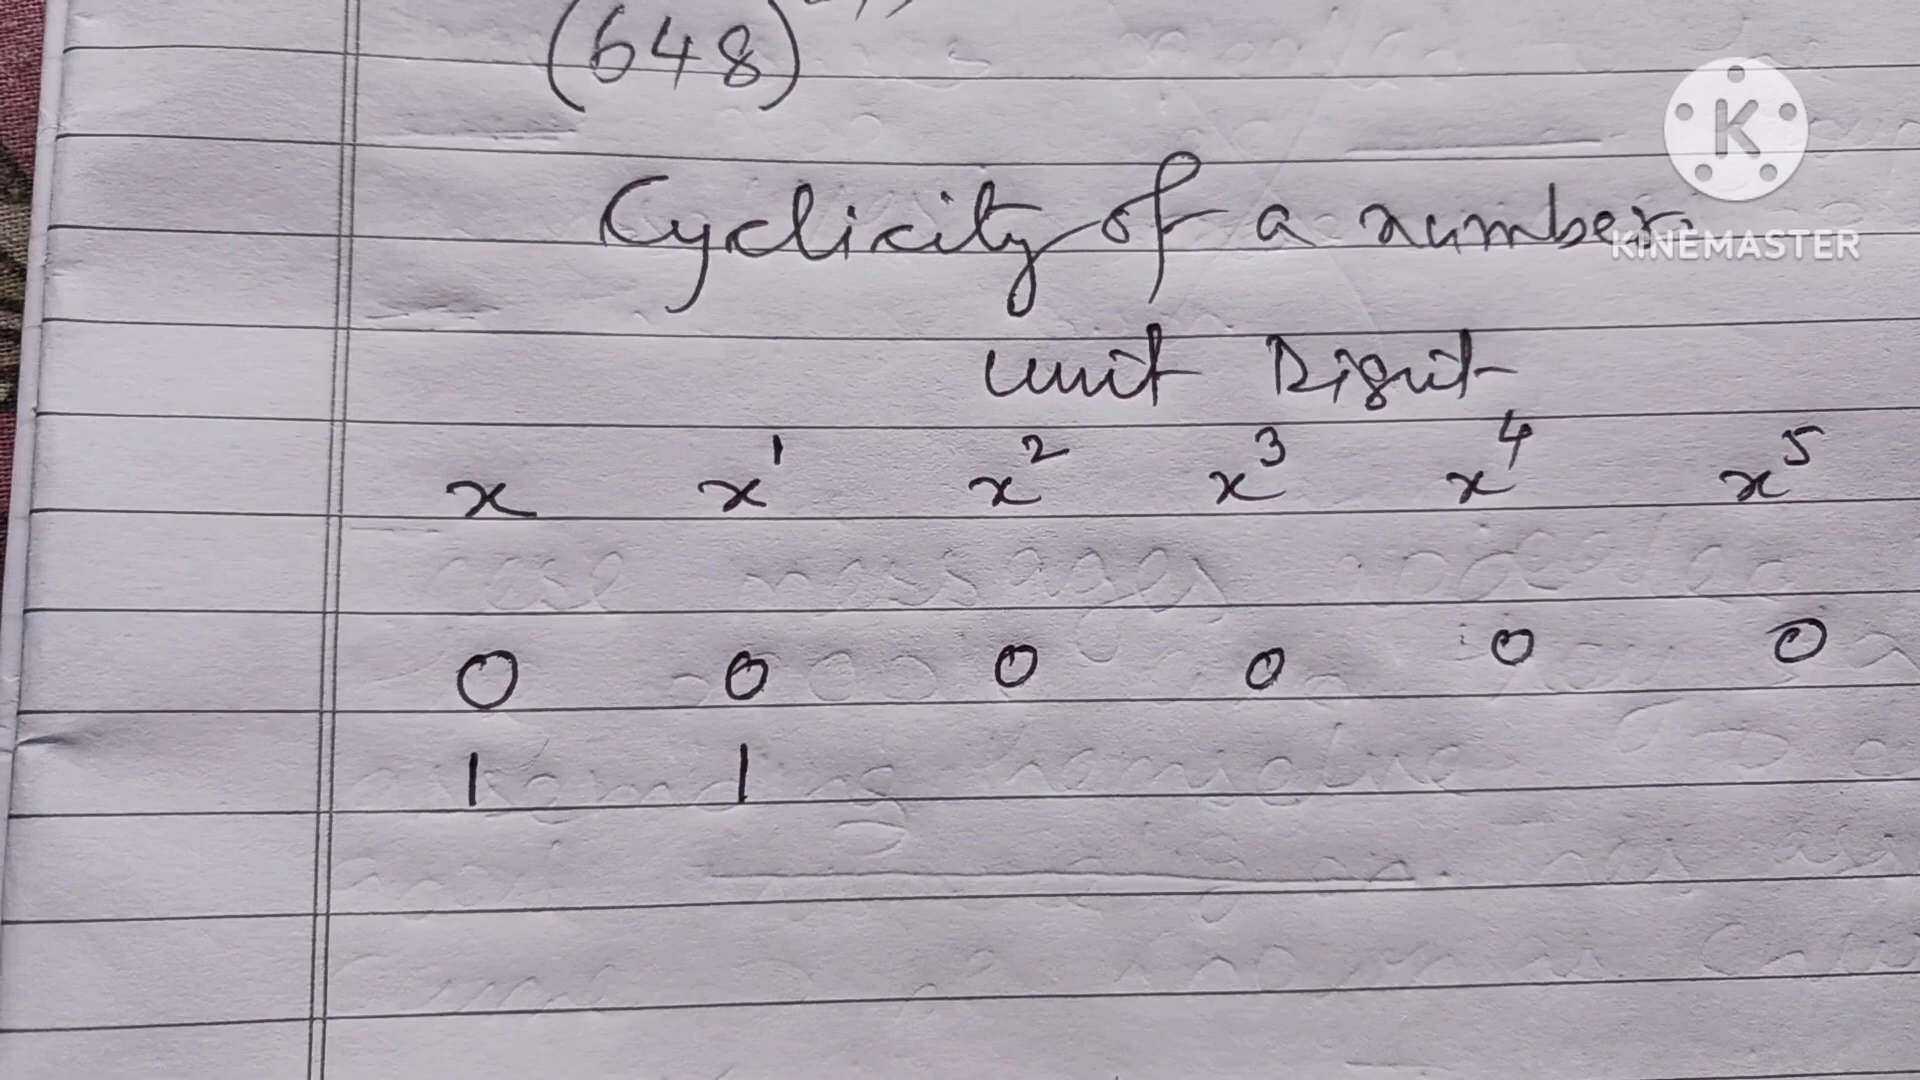 (648)
Cyclicity of a number
KINEMASTER
Unit Digit
x x¹ x² x³ x⁴ x⁵
0 0 0 0 0 0
1 1